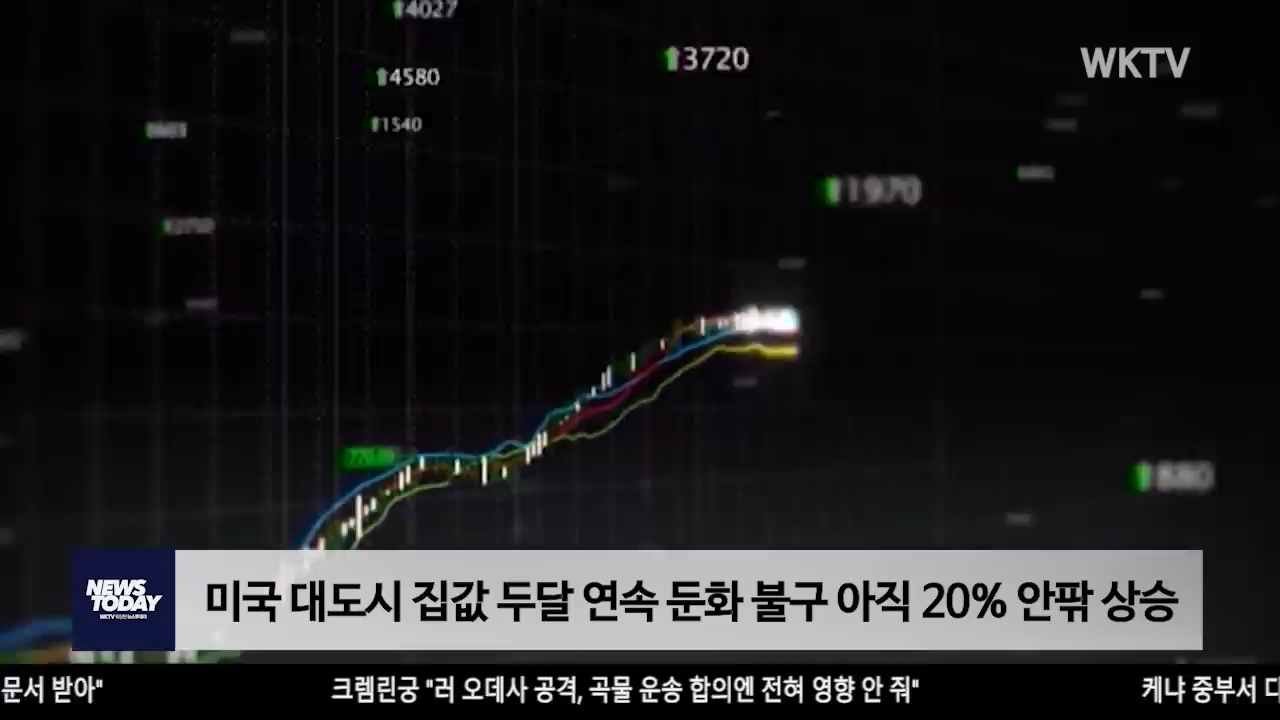 4027
3720
WKTV
4580
1540
1970
880
NEWS
TODAY
미국 대도시 집값 두달 연속 둔화 불구 아직 20% 안팎 상승
문서 받아" 크렘린궁 "러 오데사 공격, 곡물 운송 합의엔 전혀 영향 안 줘" 케냐 중부서